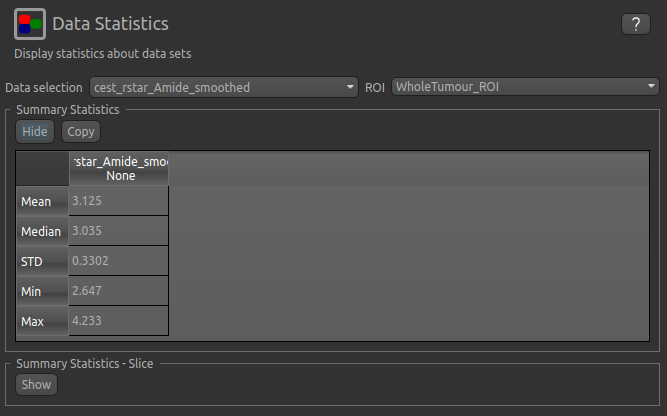 Data Statistics
?
Display statistics about data sets
Data selection cest_rstar_Amide_smoothed ROI WholeTumour_ROI
Summary Statistics
Hide Copy
rstar_Amide_smoo
None
Mean 3.125
Median 3.035
STD 0.3302
Min 2.647
Max 4.233
Summary Statistics - Slice
Show